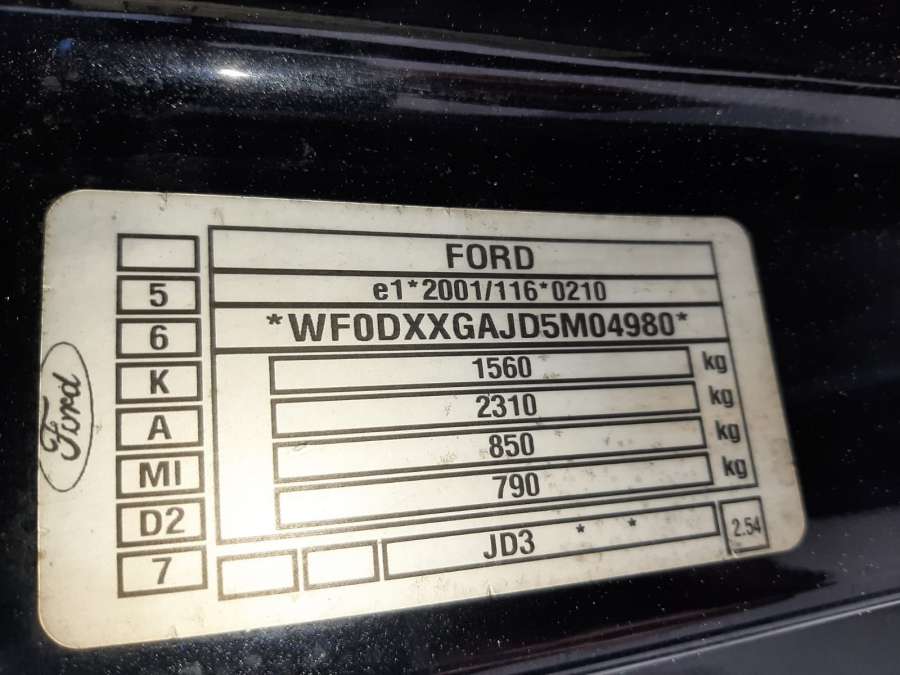 FORD
e1*2001/116*0210
*WF0DXXGAJD5M04980*
1560 kg
2310 kg
850 kg
790 kg
JD3 * *
2.54
5
6
K
A
MI
D2
7
Ford